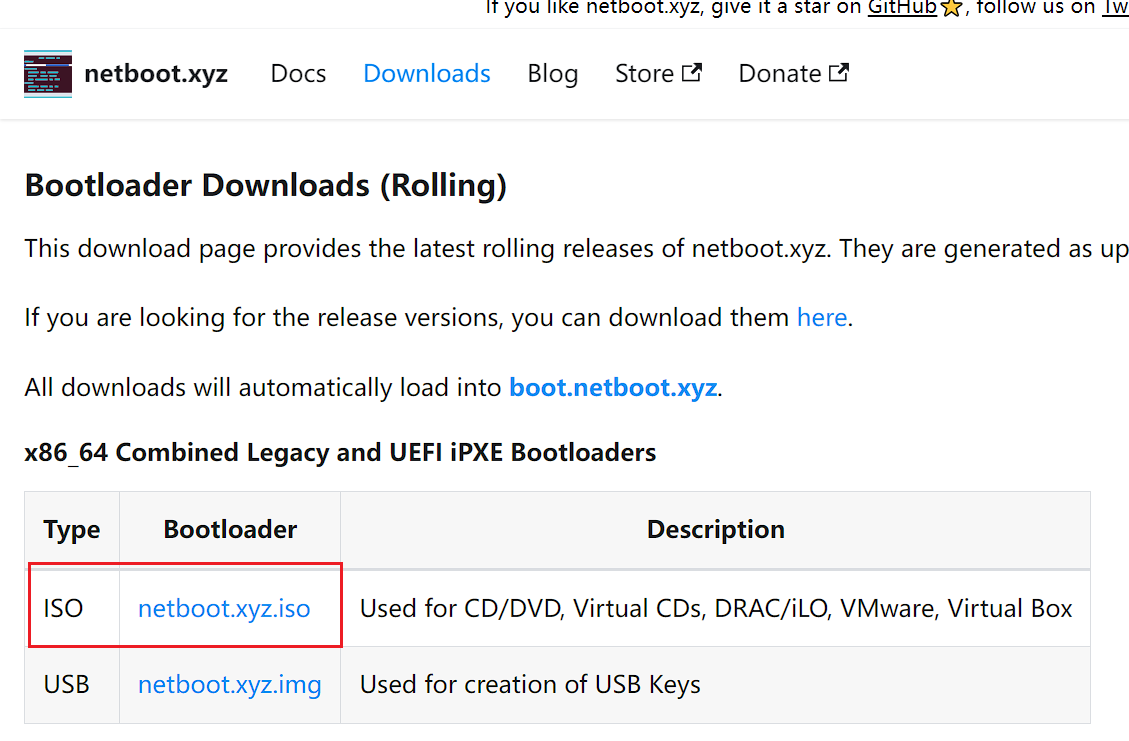 If you like netboot.xyz, give it a star on GitHub⭐, follow us on Tw
netboot.xyz Docs Downloads Blog Store Donate
Bootloader Downloads (Rolling)
This download page provides the latest rolling releases of netboot.xyz. They are generated as up
If you are looking for the release versions, you can download them here.
All downloads will automatically load into boot.netboot.xyz.
x86_64 Combined Legacy and UEFI iPXE Bootloaders
Type Bootloader Description
ISO netboot.xyz.iso Used for CD/DVD, Virtual CDs, DRAC/iLO, VMware, Virtual Box
USB netboot.xyz.img Used for creation of USB Keys